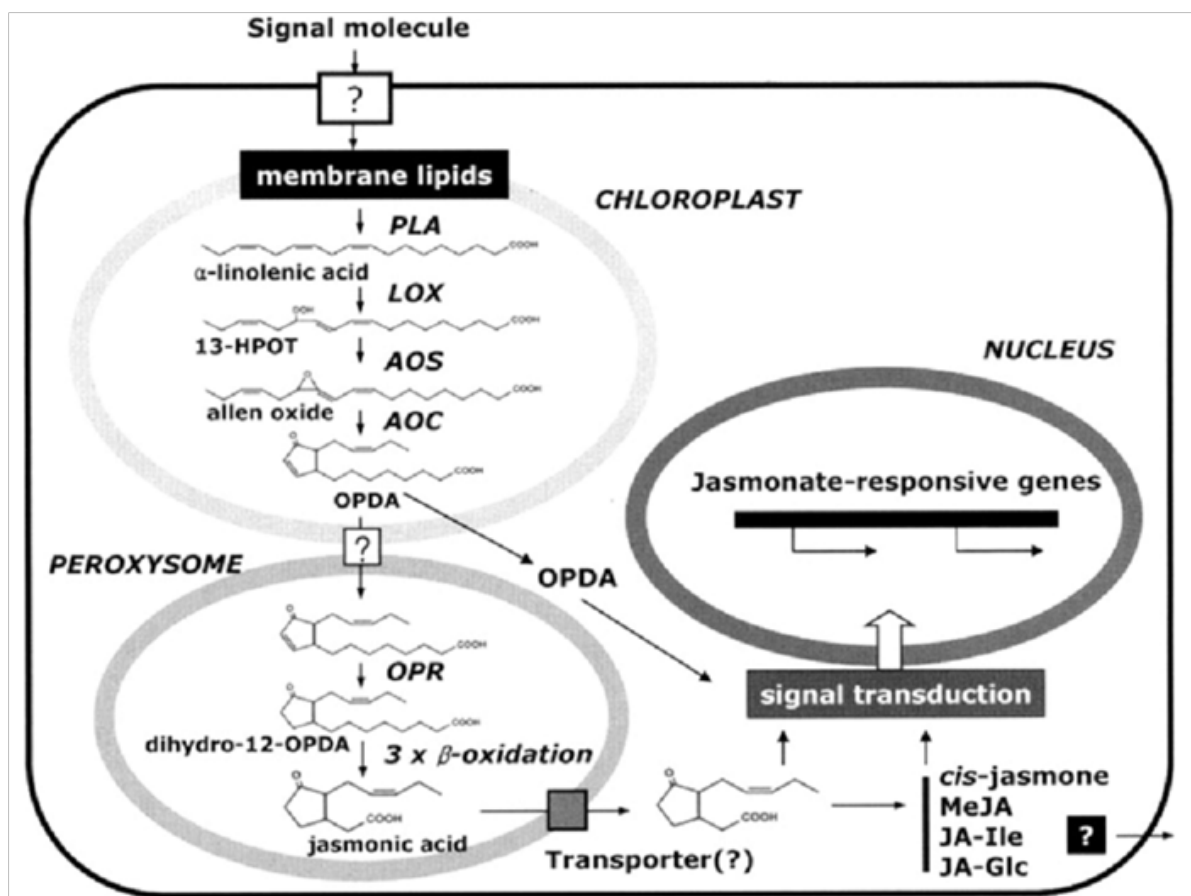 Signal molecule
?
membrane lipids
CHLOROPLAST
PLA
COOH
α-linolenic acid
LOX
OOH
COOH
13-HPOT
AOS
O
COOH
allen oxide
AOC
O
COOH
OPDA
?
PEROXYSOME
OPDA
O
COOH
OPR
O
COOH
dihydro-12-OPDA
3 x β-oxidation
O
COOH
jasmonic acid
Transporter(?)
O
COOH
NUCLEUS
Jasmonate-responsive genes
signal transduction
cis-jasmone
MeJA
JA-Ile
JA-Glc
?